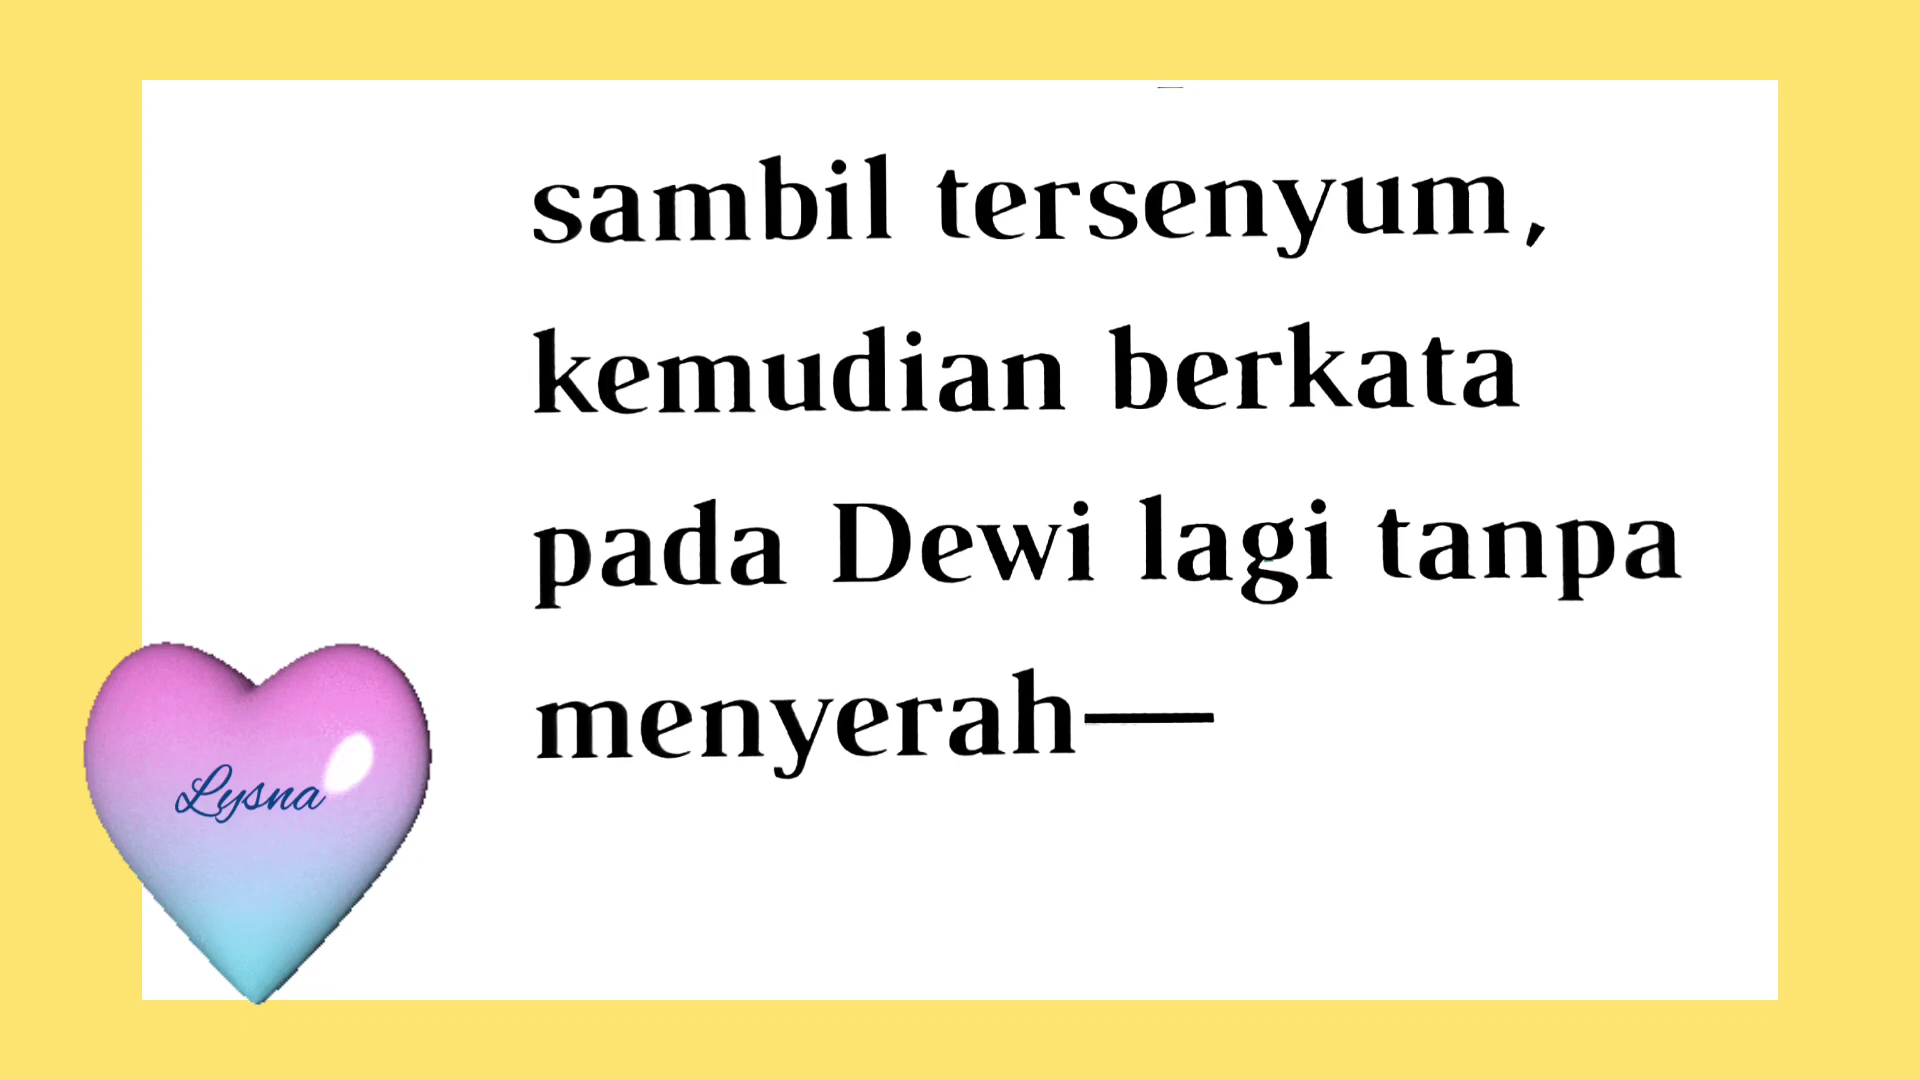 sambil tersenyum,
kemudian berkata
pada Dewi lagi tanpa
menyerah—
Lysna